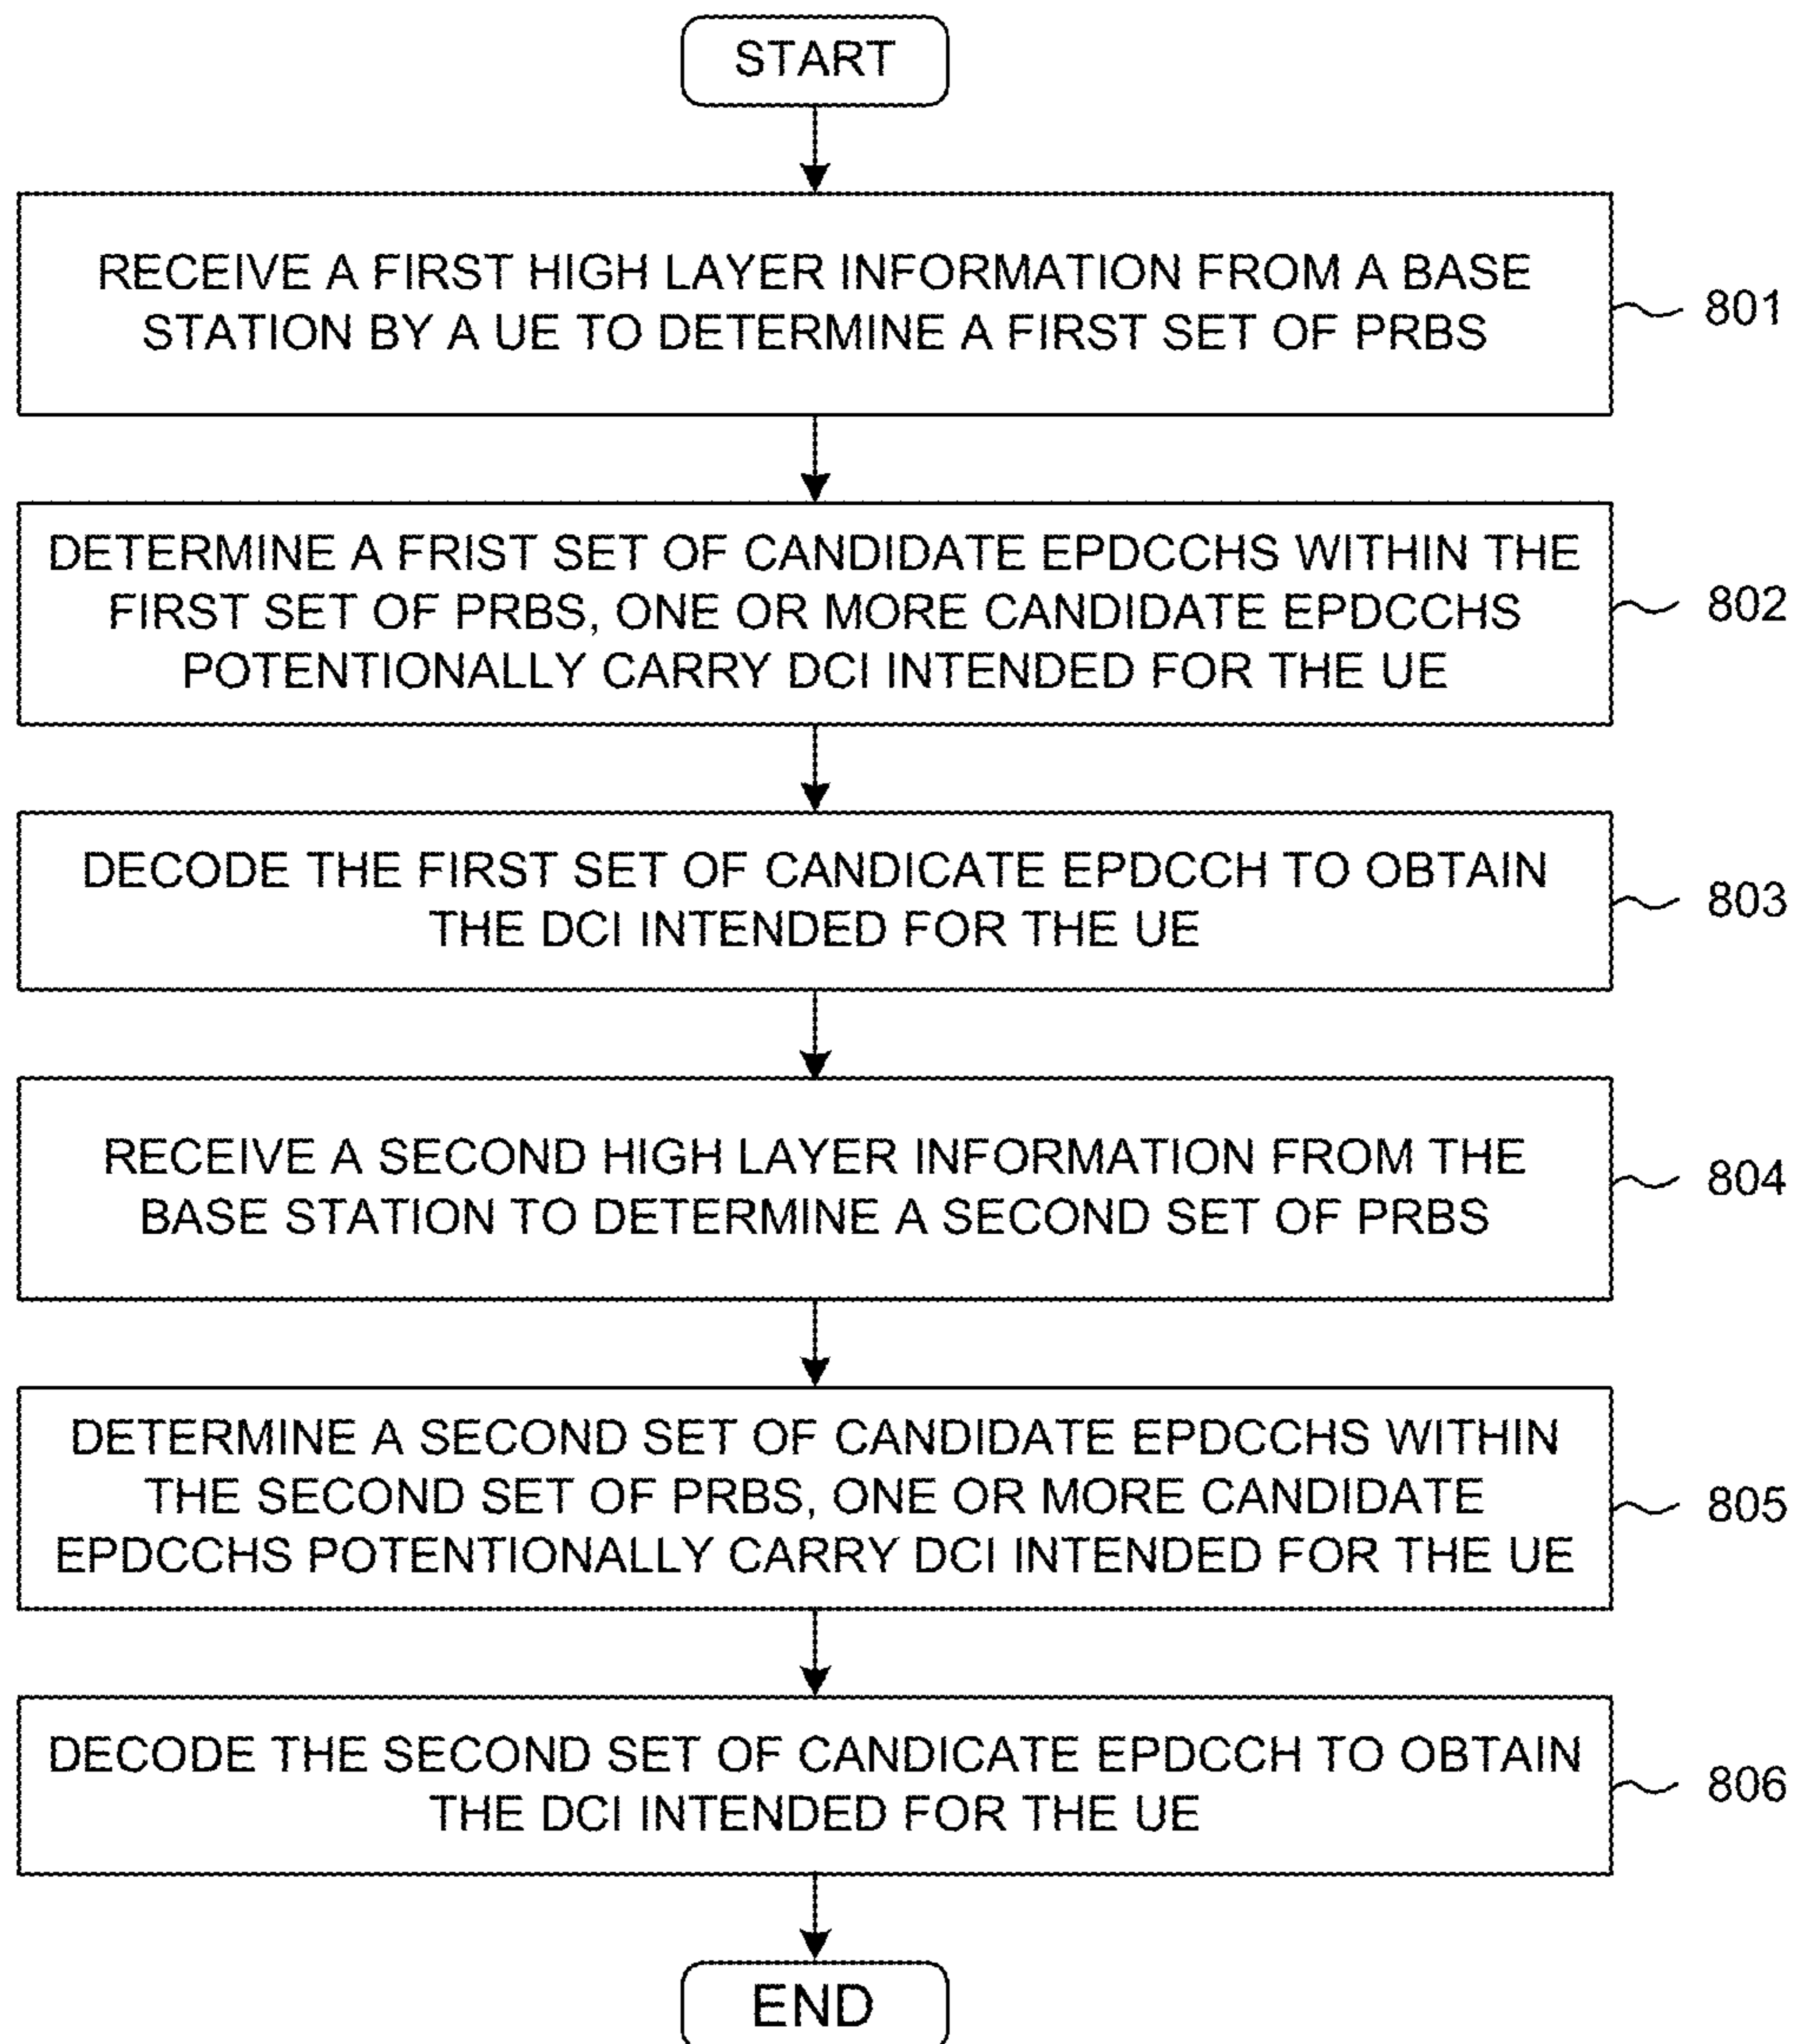 START
RECEIVE A FIRST HIGH LAYER INFORMATION FROM A BASE
STATION BY A UE TO DETERMINE A FIRST SET OF PRBS
801
DETERMINE A FRIST SET OF CANDIDATE EPDCCHS WITHIN THE
FIRST SET OF PRBS, ONE OR MORE CANDIDATE EPDCCHS
POTENTIALLY CARRY DCI INTENDED FOR THE UE
802
DECODE THE FIRST SET OF CANDICATE EPDCCH TO OBTAIN
THE DCI INTENDED FOR THE UE
803
RECEIVE A SECOND HIGH LAYER INFORMATION FROM THE
BASE STATION TO DETERMINE A SECOND SET OF PRBS
804
DETERMINE A SECOND SET OF CANDIDATE EPDCCHS WITHIN
THE SECOND SET OF PRBS, ONE OR MORE CANDIDATE
EPDCCHS POTENTIONALLY CARRY DCI INTENDED FOR THE UE
805
DECODE THE SECOND SET OF CANDICATE EPDCCH TO OBTAIN
THE DCI INTENDED FOR THE UE
806
END